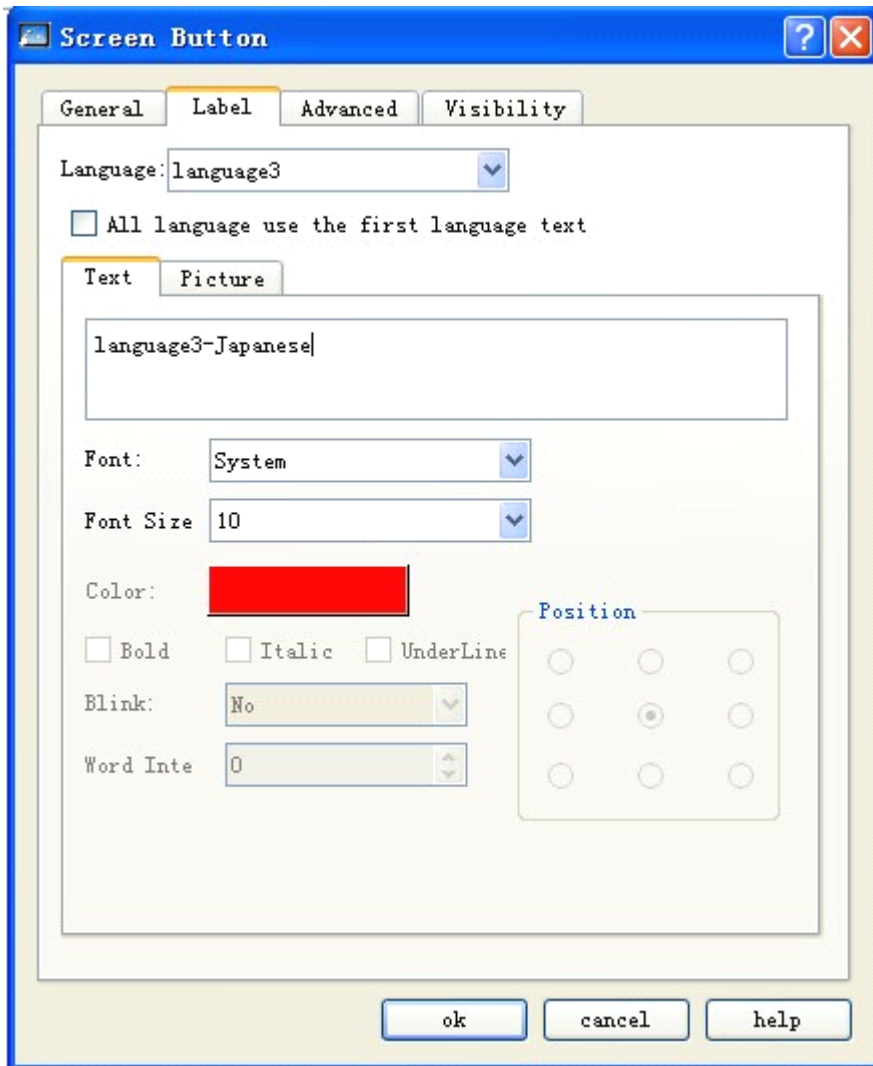 Screen Button
General Label Advanced Visibility
Language: language3
All language use the first language text
Text Picture
language3-Japanese
Font: System
Font Size 10
Color:
Position
Bold Italic UnderLine
Blink: No
Word Inte 0
ok cancel help